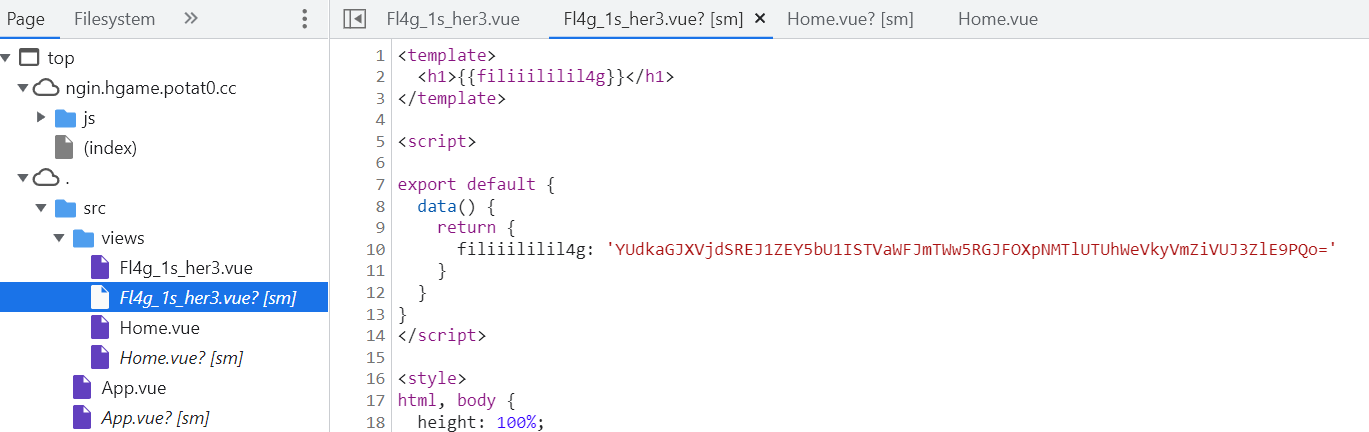 Page Filesystem
top
ngin.hgame.potat0.cc
js
(index)
.
src
views
Fl4g_1s_her3.vue
Fl4g_1s_her3.vue? [sm]
Home.vue
Home.vue? [sm]
App.vue
App.vue? [sm]
Fl4g_1s_her3.vue Fl4g_1s_her3.vue? [sm] Home.vue? [sm] Home.vue
1 <template>
2 <h1>{{filiiililil4g}}</h1>
3 </template>
4
5 <script>
6
7 export default {
8 data() {
9 return {
10 filiiililil4g: 'YUdkaGJXVjdSREJ1ZEY5bU1ISTVaWFJmTWw5RGJFOXpNMTlUTUhWeVkyVmZiVUJ3ZlE9PQo='
11 }
12 }
13 }
14 </script>
15
16 <style>
17 html, body {
18 height: 100%;